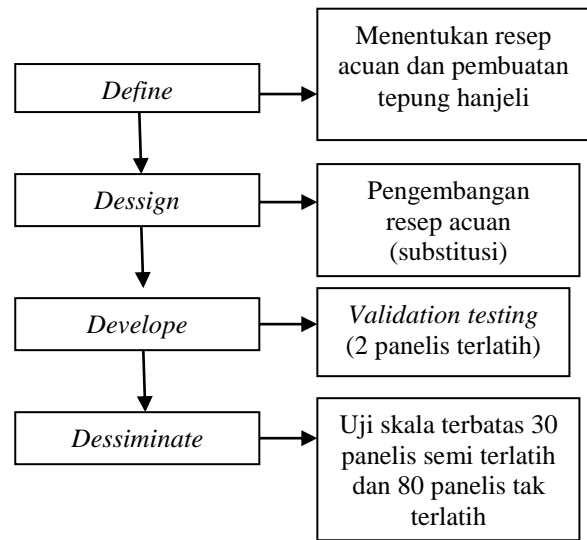 Define
Menentukan resep
acuan dan pembuatan
tepung hanjeli
Dessign
Pengembangan
resep acuan
(substitusi)
Develope
Validation testing
(2 panelis terlatih)
Dessiminate
Uji skala terbatas 30
panelis semi terlatih
dan 80 panelis tak
terlatih